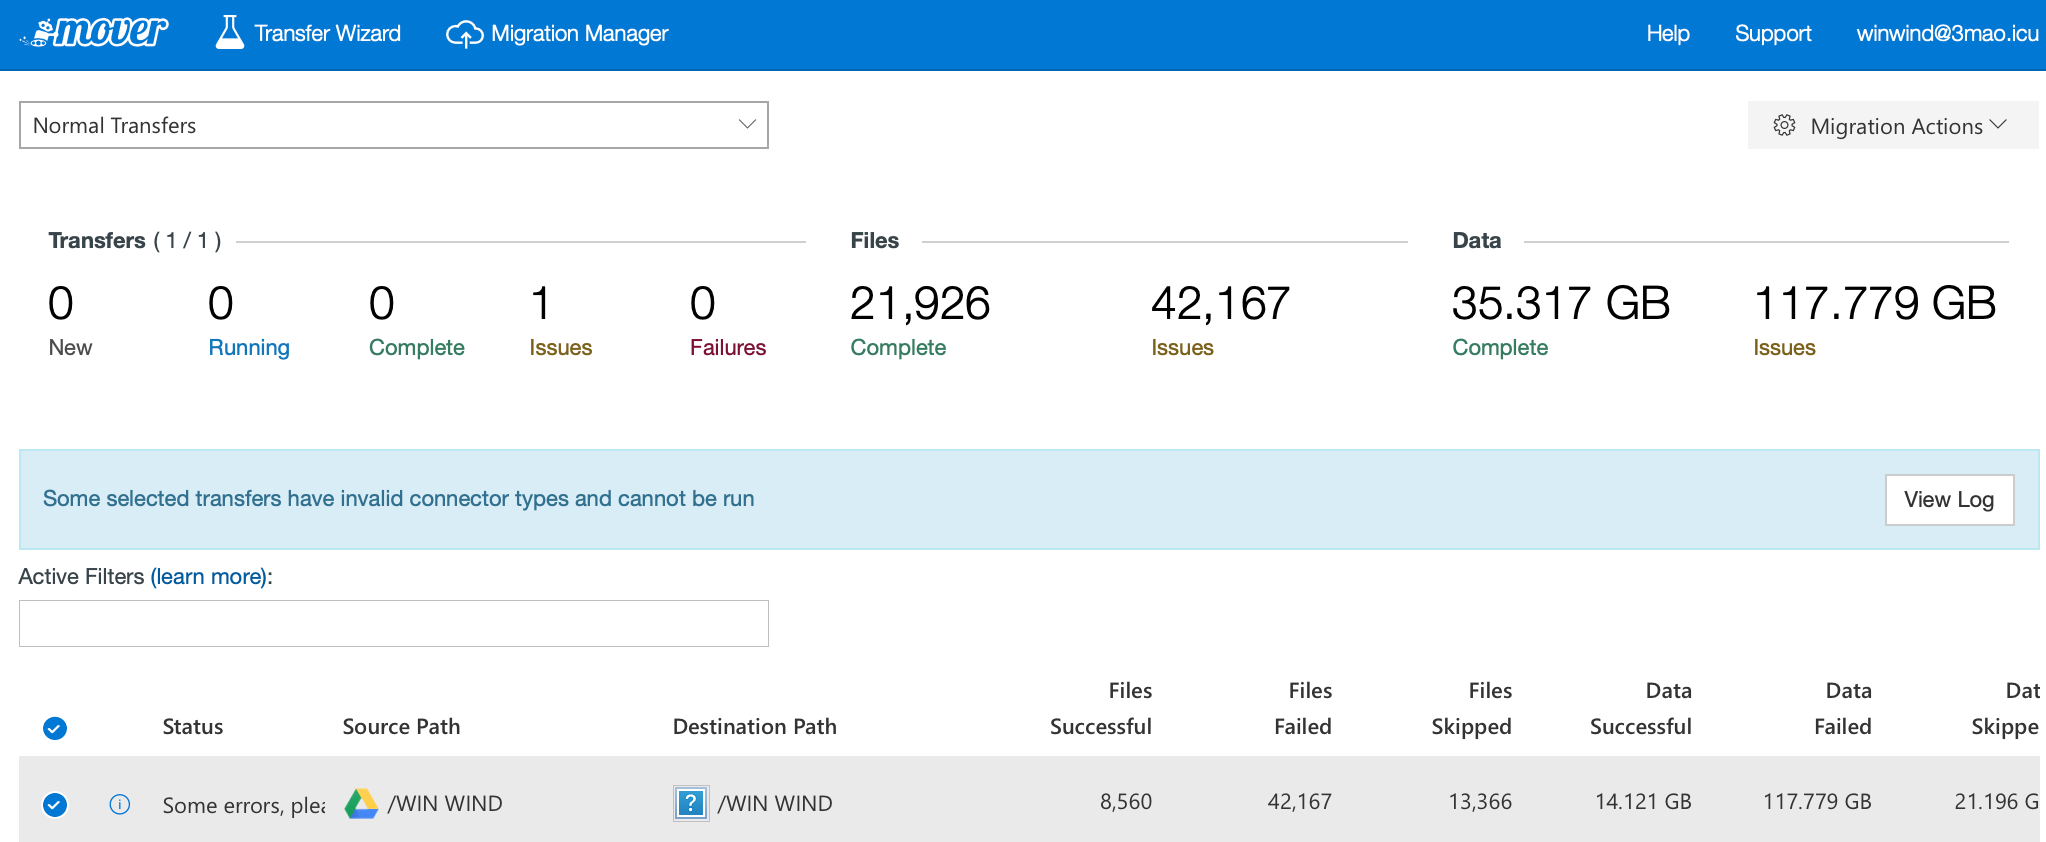 mover Transfer Wizard Migration Manager Help Support winwind@3mao.icu
Normal Transfers Migration Actions
Transfers ( 1 / 1 ) Files Data
0 0 0 1 0 21,926 42,167 35.317 GB 117.779 GB
New Running Complete Issues Failures Complete Issues Complete Issues
Some selected transfers have invalid connector types and cannot be run View Log
Active Filters (learn more):
Files Files Files Data Data Dat
Status Source Path Destination Path Successful Failed Skipped Successful Failed Skippe
Some errors, plea /WIN WIND ? /WIN WIND 8,560 42,167 13,366 14.121 GB 117.779 GB 21.196 G